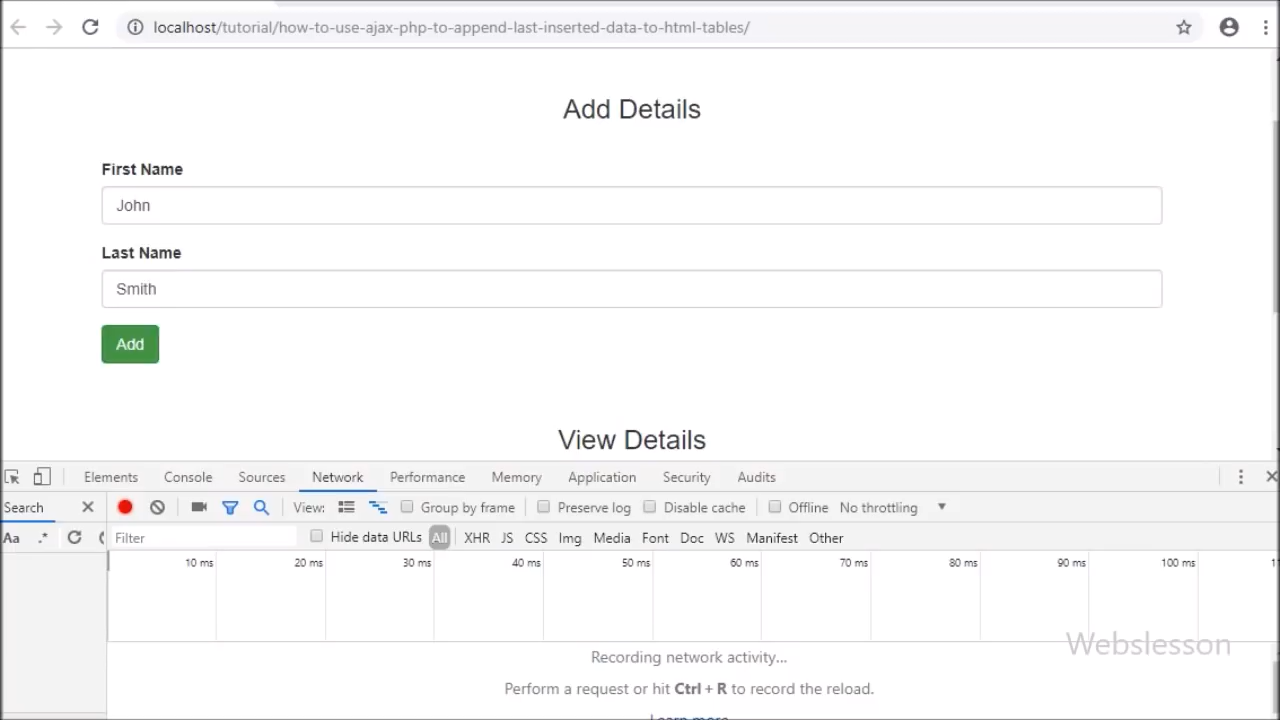 localhost/tutorial/how-to-use-ajax-php-to-append-last-inserted-data-to-html-tables/
Add Details
First Name
John
Last Name
Smith
Add
View Details
Elements Console Sources Network Performance Memory Application Security Audits
Search View: Group by frame Preserve log Disable cache Offline No throttling
Aa .* Filter Hide data URLs All XHR JS CSS Img Media Font Doc WS Manifest Other
10 ms 20 ms 30 ms 40 ms 50 ms 60 ms 70 ms 80 ms 90 ms 100 ms
Webslesson
Recording network activity...
Perform a request or hit Ctrl + R to record the reload.
Learn more